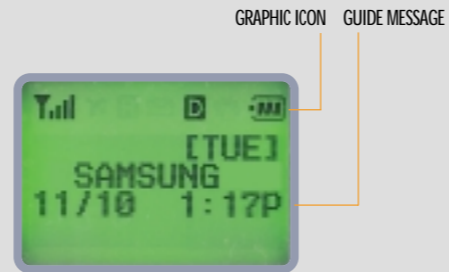 GRAPHIC ICON GUIDE MESSAGE
D
[TUE]
SAMSUNG
11/10 1:17P